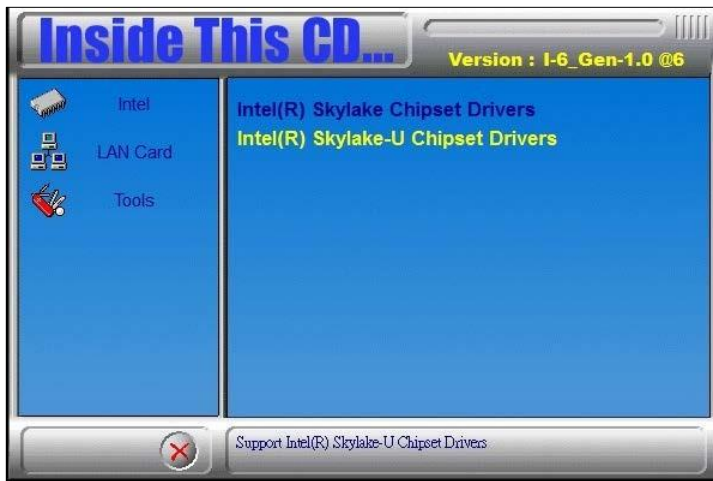 Inside This CD...
Version : I-6_Gen-1.0 @6
Intel
LAN Card
Tools
Intel(R) Skylake Chipset Drivers
Intel(R) Skylake-U Chipset Drivers
Support Intel(R) Skylake-U Chipset Drivers